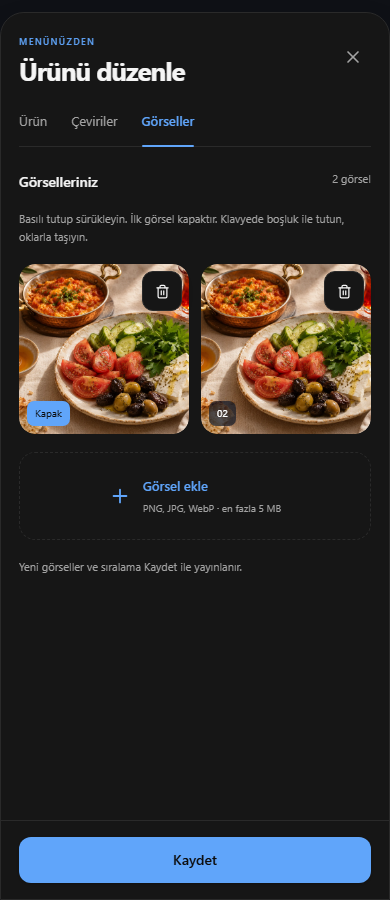 MENÜNÜZDEN
Ürünü düzenle
Ürün Çeviriler Görseller
Görselleriniz 2 görsel
Basılı tutup sürükleyin. İlk görsel kapaktır. Klavyede boşluk ile tutun,
oklarla taşıyın.
Kapak 02
Görsel ekle
PNG, JPG, WebP · en fazla 5 MB
Yeni görseller ve sıralama Kaydet ile yayınlanır.
Kaydet